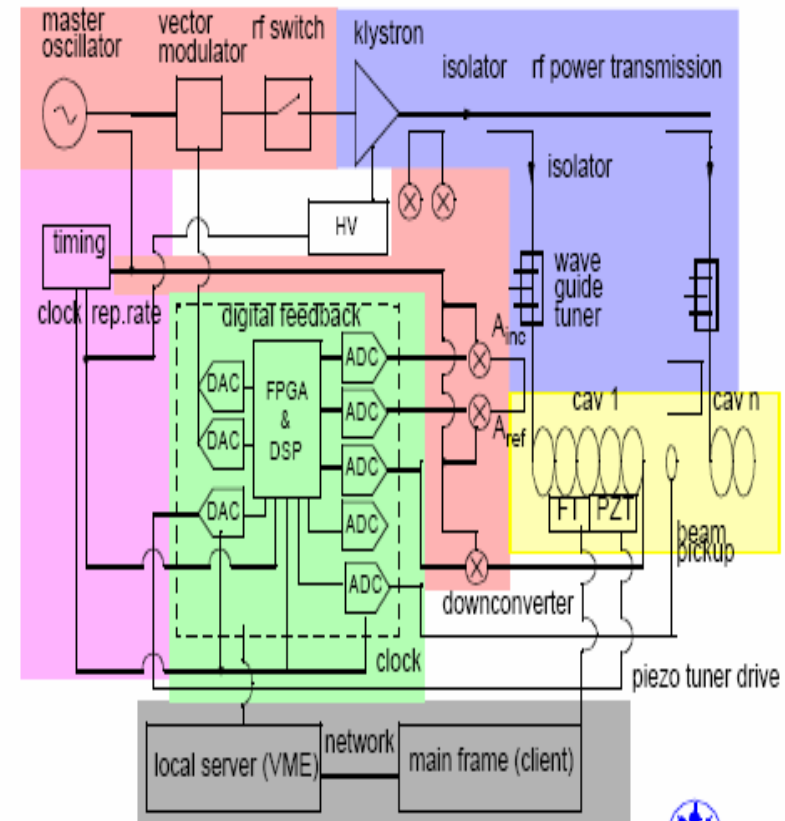 master
oscillator
vector
modulator
rf switch
klystron
isolator
rf power transmission
isolator
HV
timing
wave
guide
tuner
clock
rep.rate
digital feedback
A inc
DAC
FPGA
&
DSP
ADC
ADC
A ref
cav 1
cav n
DAC
ADC
DAC
ADC
FT
PZT
beam
pickup
ADC
downconverter
clock
piezo tuner drive
local server (VME)
network
main frame (client)